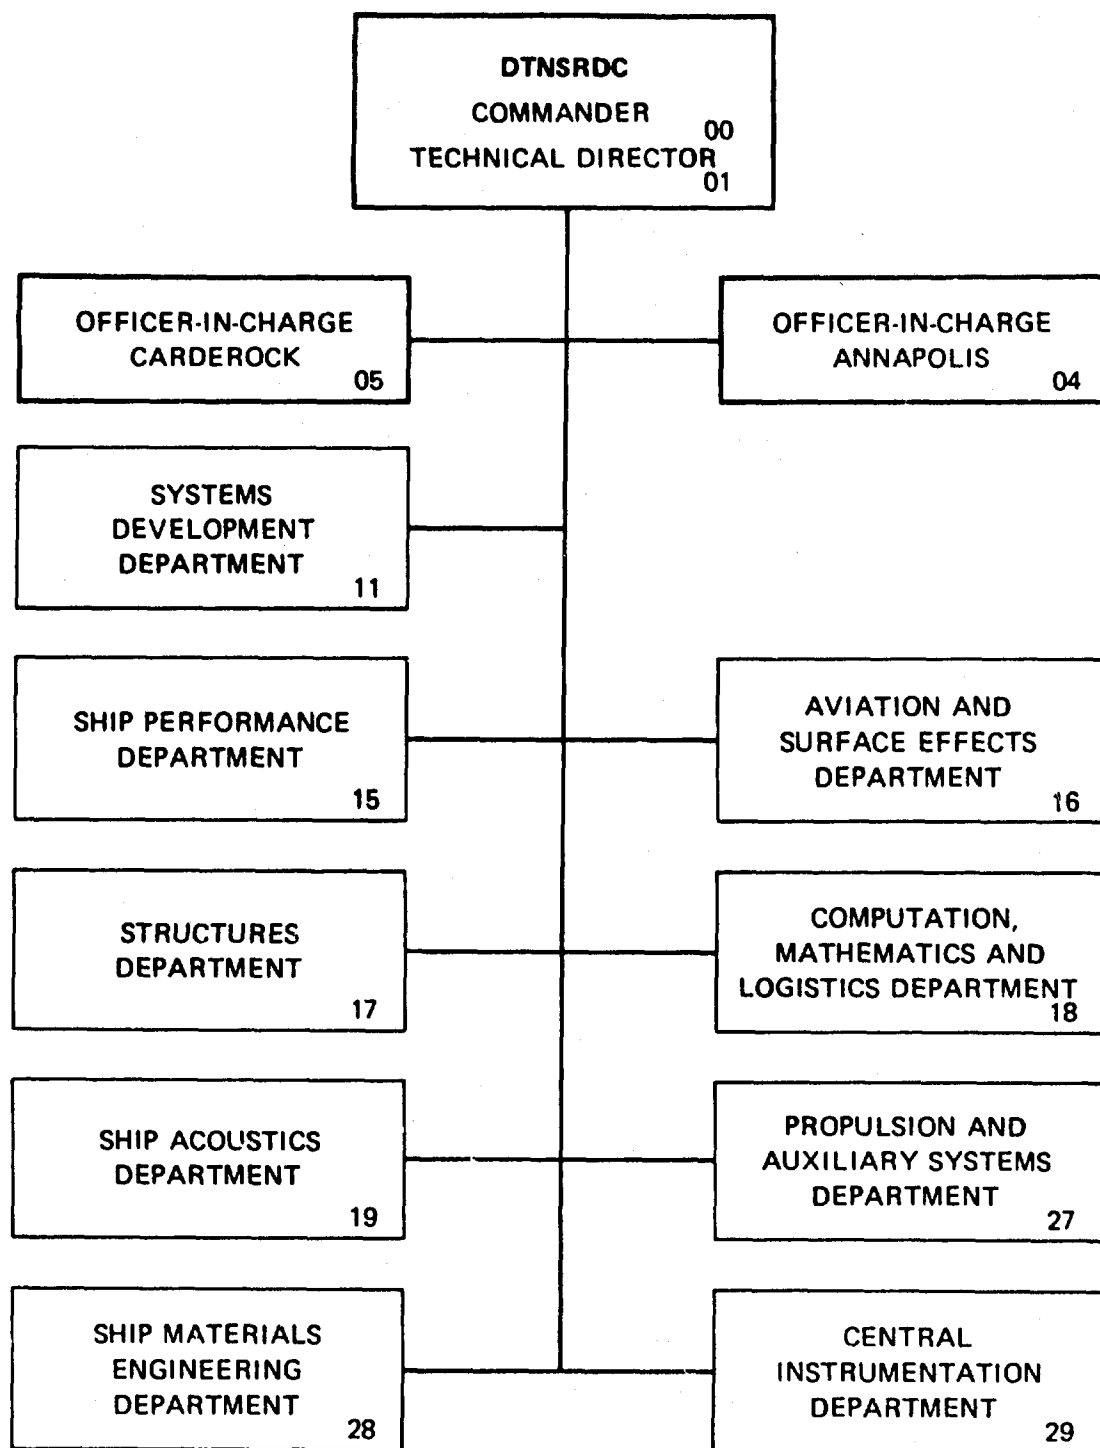 DTNSRDC
COMMANDER
00
TECHNICAL DIRECTOR
01
OFFICER-IN-CHARGE
CARDEROCK
05
OFFICER-IN-CHARGE
ANNAPOLIS
04
SYSTEMS
DEVELOPMENT
DEPARTMENT
11
SHIP PERFORMANCE
DEPARTMENT
15
AVIATION AND
SURFACE EFFECTS
DEPARTMENT
16
STRUCTURES
DEPARTMENT
17
COMPUTATION,
MATHEMATICS AND
LOGISTICS DEPARTMENT
18
SHIP ACOUSTICS
DEPARTMENT
19
PROPULSION AND
AUXILIARY SYSTEMS
DEPARTMENT
27
SHIP MATERIALS
ENGINEERING
DEPARTMENT
28
CENTRAL
INSTRUMENTATION
DEPARTMENT
29